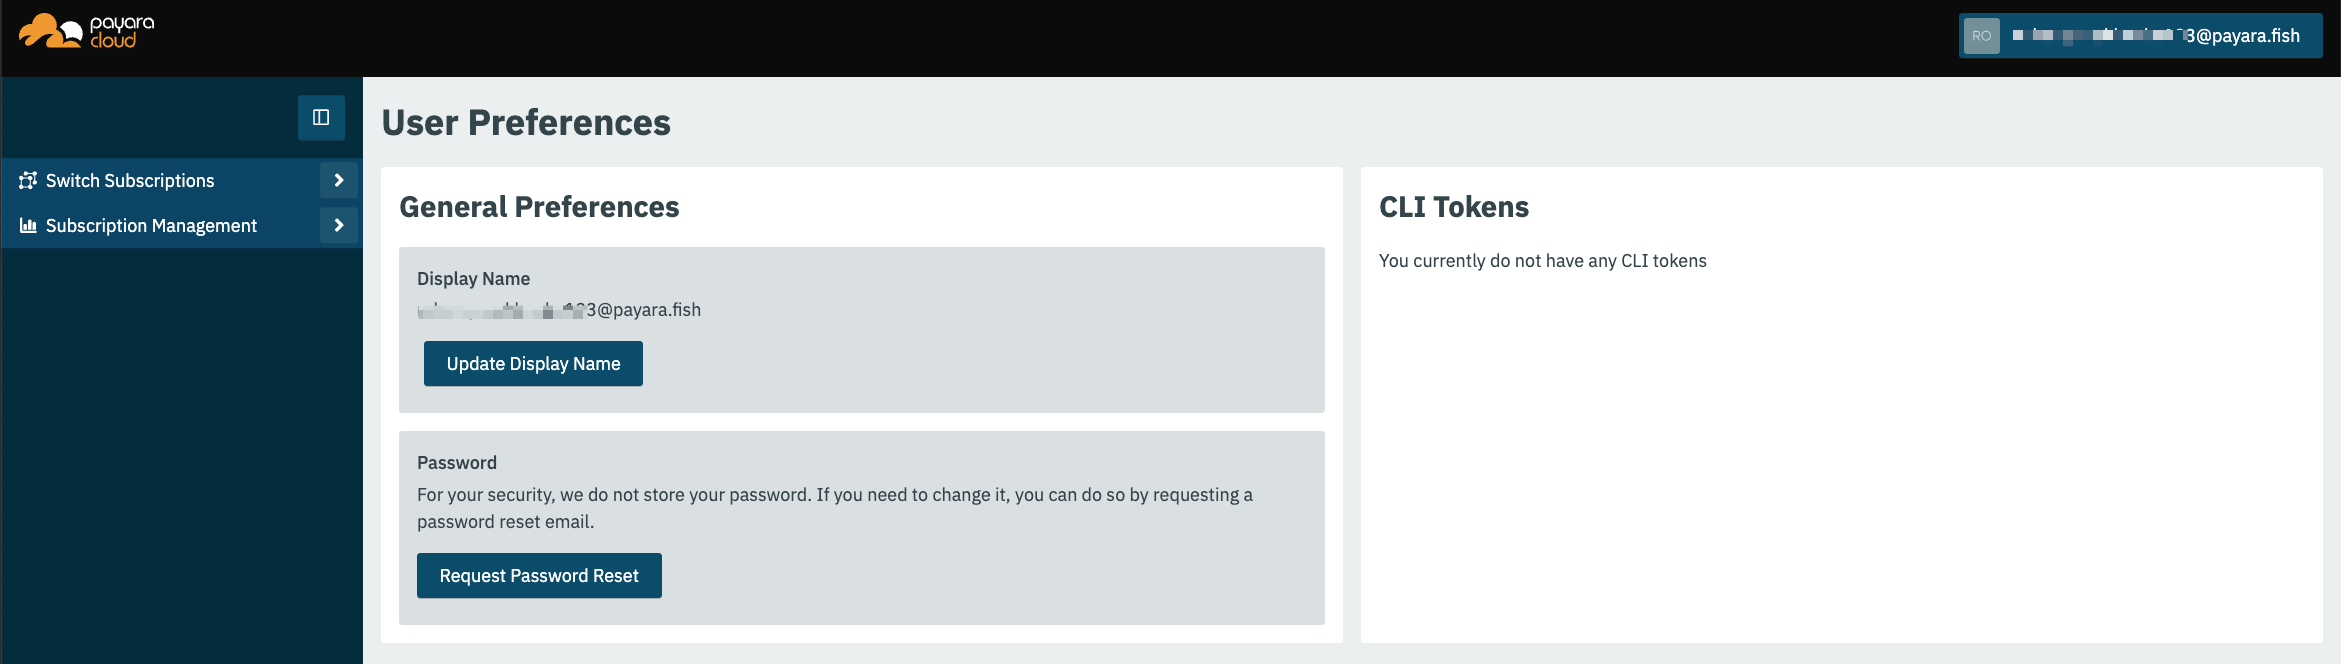 payara
cloud
RO
3@payara.fish
Switch Subscriptions
Subscription Management
User Preferences
General Preferences
Display Name
3@payara.fish
Update Display Name
Password
For your security, we do not store your password. If you need to change it, you can do so by requesting a
password reset email.
Request Password Reset
CLI Tokens
You currently do not have any CLI tokens